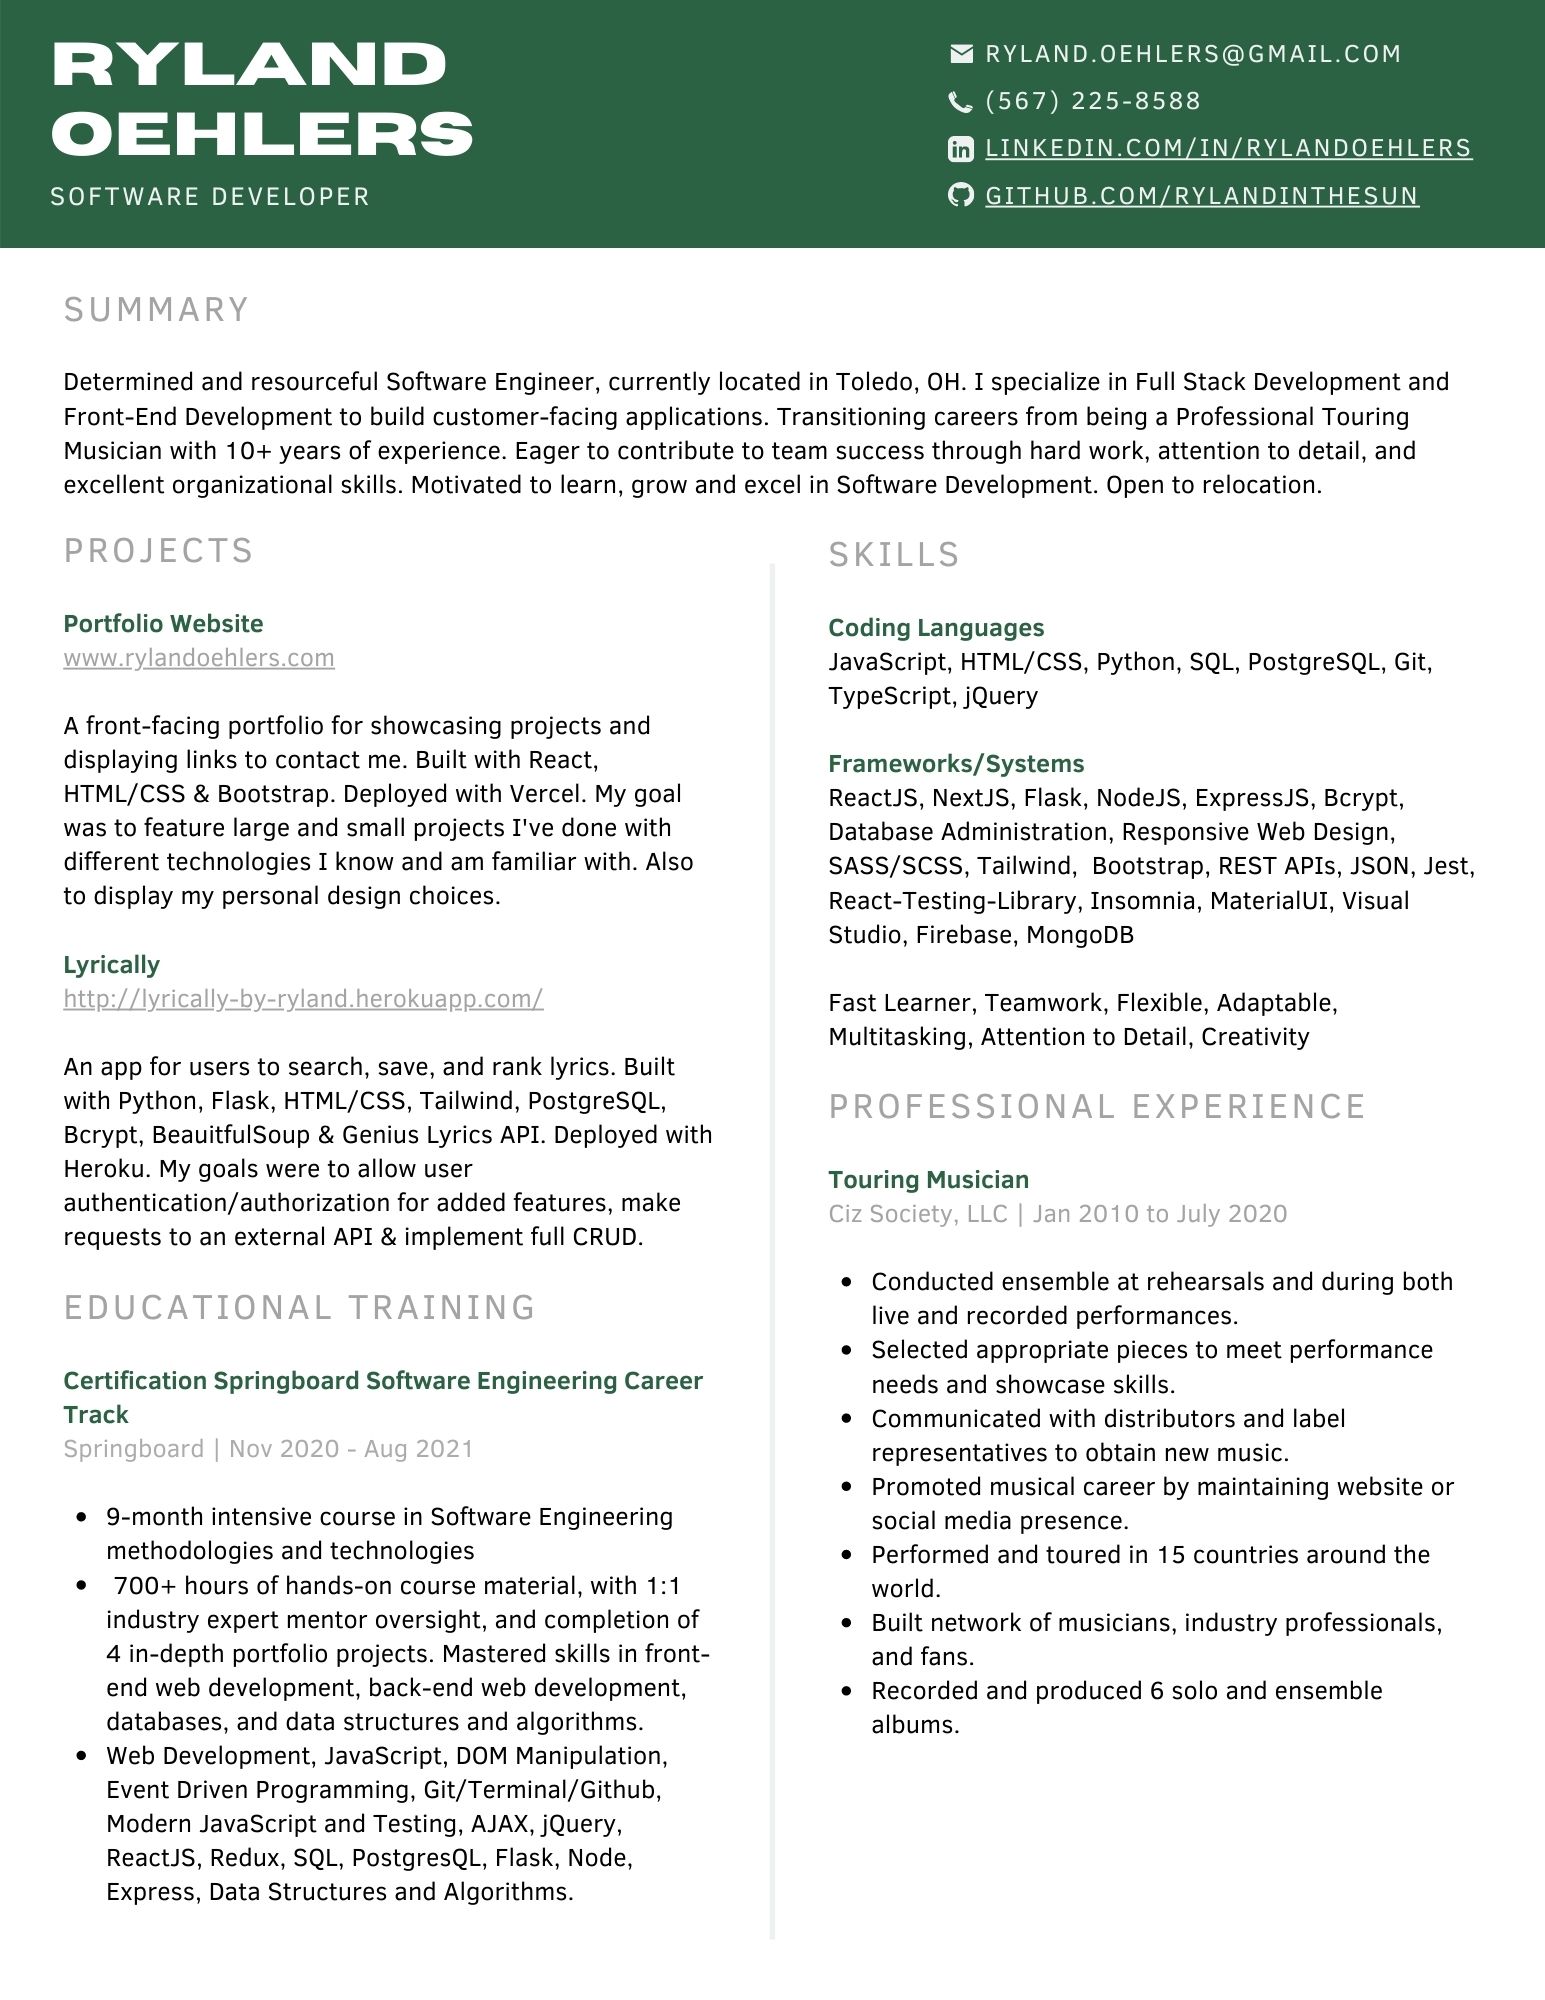 RYLAND
OEHLERS
SOFTWARE DEVELOPER
RYLAND.OEHLERS@GMAIL.COM
(567) 225-8588
LINKEDIN.COM/IN/RYLANDOEHLERS
GITHUB.COM/RYLANDINTHESUN
SUMMARY
Determined and resourceful Software Engineer, currently located in Toledo, OH. I specialize in Full Stack Development and
Front-End Development to build customer-facing applications. Transitioning careers from being a Professional Touring
Musician with 10+ years of experience. Eager to contribute to team success through hard work, attention to detail, and
excellent organizational skills. Motivated to learn, grow and excel in Software Development. Open to relocation.
PROJECTS
Portfolio Website
www.rylandoehlers.com
A front-facing portfolio for showcasing projects and
displaying links to contact me. Built with React,
HTML/CSS & Bootstrap. Deployed with Vercel. My goal
was to feature large and small projects I've done with
different technologies I know and am familiar with. Also
to display my personal design choices.
Lyrically
http://lyrically-by-ryland.herokuapp.com/
An app for users to search, save, and rank lyrics. Built
with Python, Flask, HTML/CSS, Tailwind, PostgreSQL,
Bcrypt, BeauitfulSoup & Genius Lyrics API. Deployed with
Heroku. My goals were to allow user
authentication/authorization for added features, make
requests to an external API & implement full CRUD.
EDUCATIONAL TRAINING
Certification Springboard Software Engineering Career
Track
Springboard | Nov 2020 - Aug 2021
• 9-month intensive course in Software Engineering
methodologies and technologies
• 700+ hours of hands-on course material, with 1:1
industry expert mentor oversight, and completion of
4 in-depth portfolio projects. Mastered skills in front-
end web development, back-end web development,
databases, and data structures and algorithms.
• Web Development, JavaScript, DOM Manipulation,
Event Driven Programming, Git/Terminal/Github,
Modern JavaScript and Testing, AJAX, jQuery,
ReactJS, Redux, SQL, PostgresQL, Flask, Node,
Express, Data Structures and Algorithms.
SKILLS
Coding Languages
JavaScript, HTML/CSS, Python, SQL, PostgreSQL, Git,
TypeScript, jQuery
Frameworks/Systems
ReactJS, NextJS, Flask, NodeJS, ExpressJS, Bcrypt,
Database Administration, Responsive Web Design,
SASS/SCSS, Tailwind, Bootstrap, REST APIs, JSON, Jest,
React-Testing-Library, Insomnia, MaterialUI, Visual
Studio, Firebase, MongoDB
Fast Learner, Teamwork, Flexible, Adaptable,
Multitasking, Attention to Detail, Creativity
PROFESSIONAL EXPERIENCE
Touring Musician
Ciz Society, LLC | Jan 2010 to July 2020
• Conducted ensemble at rehearsals and during both
live and recorded performances.
• Selected appropriate pieces to meet performance
needs and showcase skills.
• Communicated with distributors and label
representatives to obtain new music.
• Promoted musical career by maintaining website or
social media presence.
• Performed and toured in 15 countries around the
world.
• Built network of musicians, industry professionals,
and fans.
• Recorded and produced 6 solo and ensemble
albums.